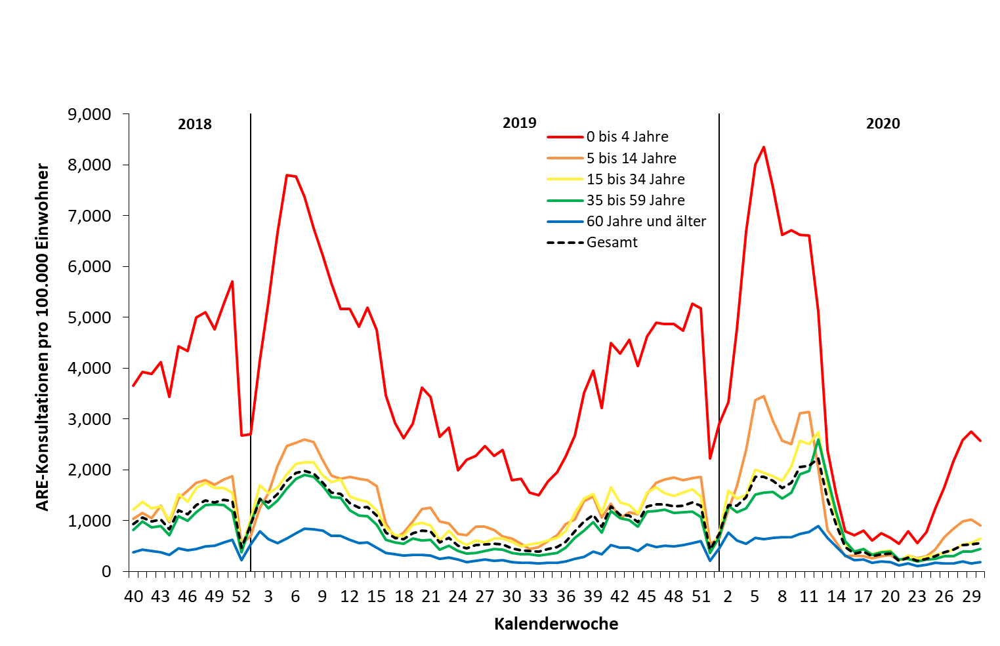 9,000
8,000
7,000
6,000
5,000
4,000
3,000
2,000
1,000
0
ARE-Konsultationen pro 100.000 Einwohner
2018
2019
2020
0 bis 4 Jahre
5 bis 14 Jahre
15 bis 34 Jahre
35 bis 59 Jahre
60 Jahre und älter
Gesamt
40 43 46 49 52 3 6 9 12 15 18 21 24 27 30 33 36 39 42 45 48 51 2 5 8 11 14 17 20 23 26 29
Kalenderwoche